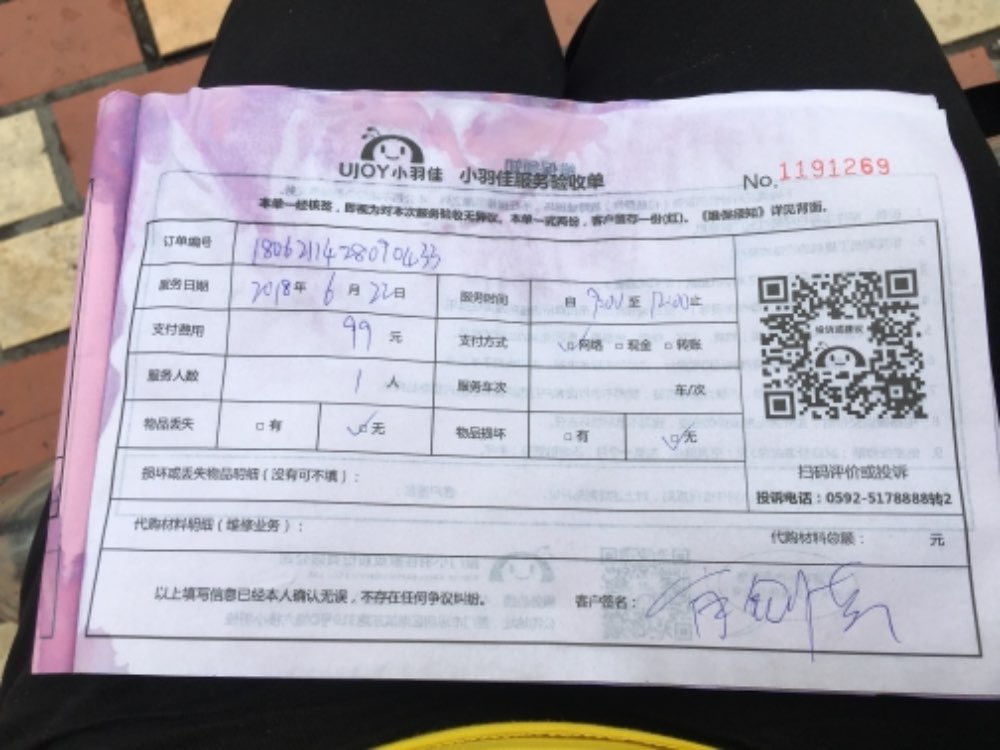 UJOY小羽佳 小羽佳服务验收单 No. 1191269
本单一经核签，即视为对本次服务验收无异议。本单一式两份，客户留存一份(红)。《维保须知》详见背面。
订单编号 1806211428090433
服务日期 2018年 6月 22日 服务时间 自 9:00 至 12:00 止
支付费用 99 元 支付方式 网络 现金 转账
服务人数 1 人 服务车次 车/次
物品丢失 有 无 物品损坏 有 无
投诉或建议
扫码评价或投诉
投诉电话：0592-5178888转2
损坏或丢失物品明细（没有可不填）：
代购材料明细（维修业务）： 代购材料总额： 元
以上填写信息已经本人确认无误，不存在任何争议纠纷。 客户签名：